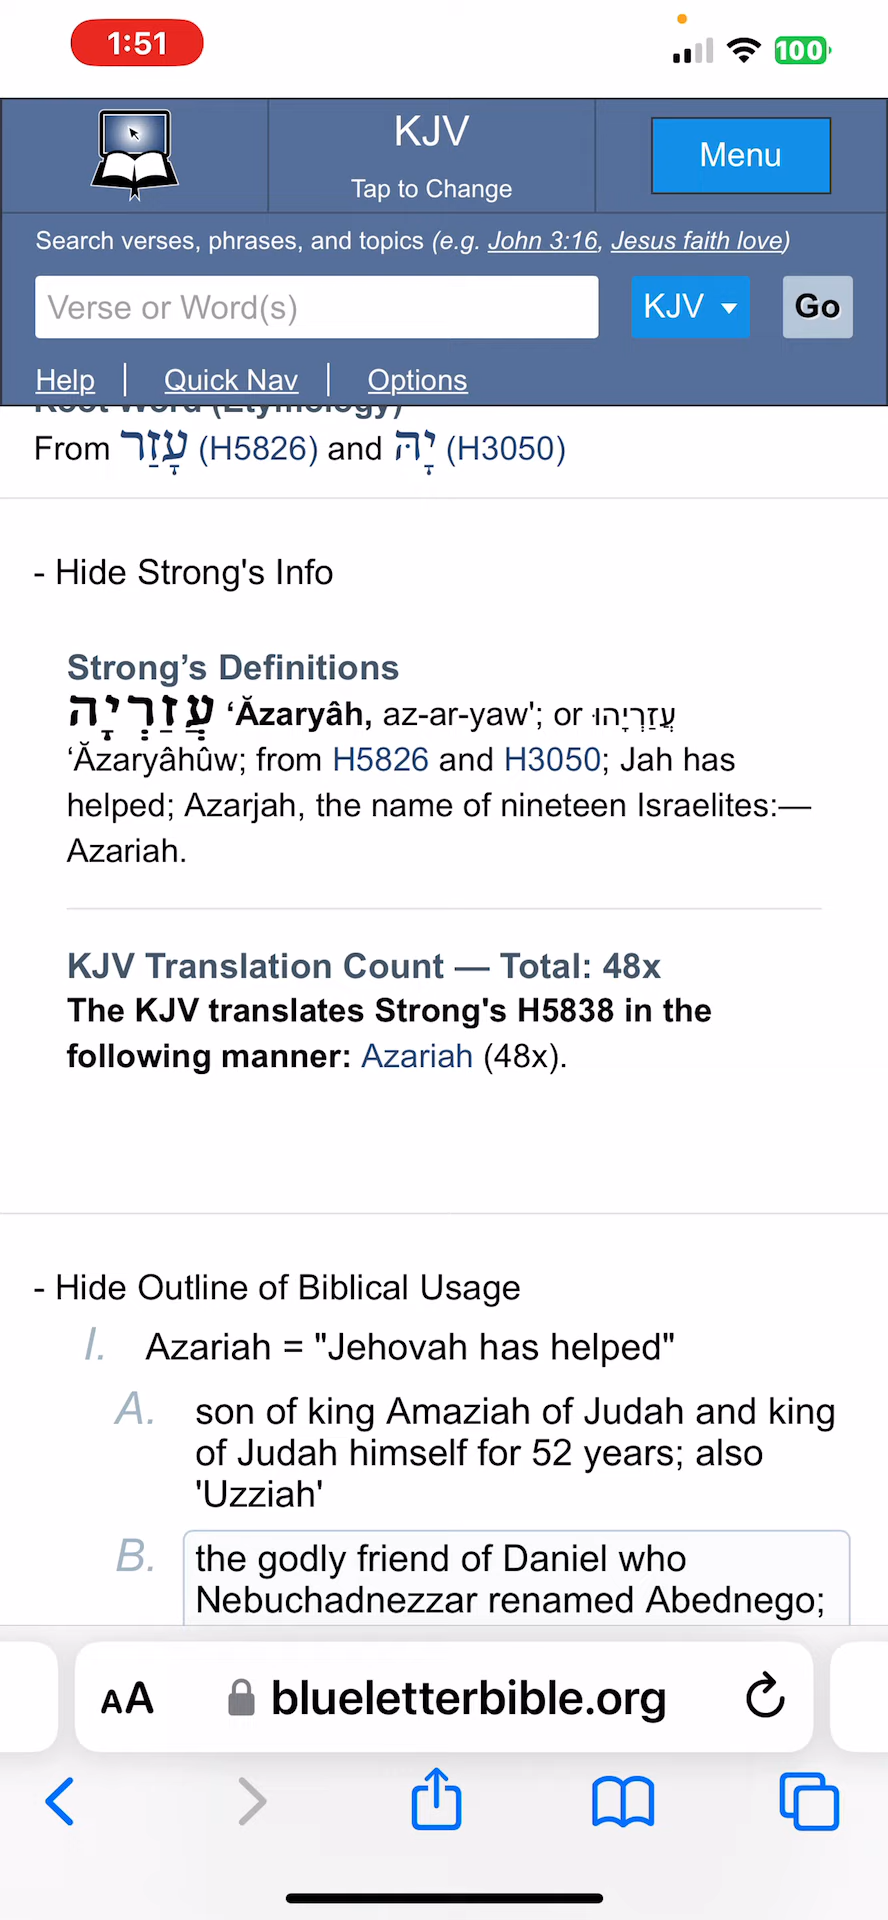 1:51
100
KJV
Tap to Change
Menu
Search verses, phrases, and topics (e.g. John 3:16, Jesus faith love)
Verse or Word(s)
KJV
Go
Help | Quick Nav | Options
Root Word (Etymology)
From עָזַר (H5826) and יָהּ (H3050)
- Hide Strong's Info
Strong’s Definitions
עֲזַרְיָה ʻĂzaryâh, az-ar-yaw'; or עֲזַרְיָהוּ
ʻĂzaryâhûw; from H5826 and H3050; Jah has
helped; Azarjah, the name of nineteen Israelites:—
Azariah.
KJV Translation Count — Total: 48x
The KJV translates Strong's H5838 in the
following manner: Azariah (48x).
- Hide Outline of Biblical Usage
I. Azariah = "Jehovah has helped"
A. son of king Amaziah of Judah and king
of Judah himself for 52 years; also
'Uzziah'
B. the godly friend of Daniel who
Nebuchadnezzar renamed Abednego;
AA blueletterbible.org